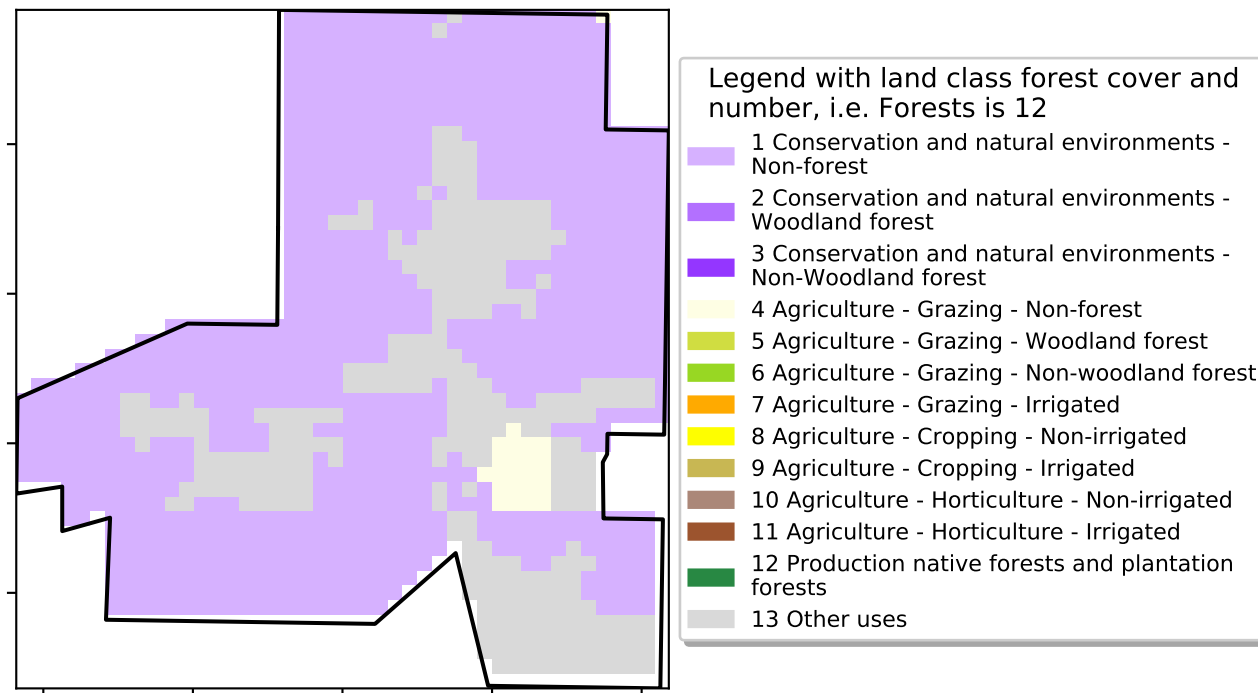 Legend with land class forest cover and
number, i.e. Forests is 12
1 Conservation and natural environments -
Non-forest
2 Conservation and natural environments -
Woodland forest
3 Conservation and natural environments -
Non-Woodland forest
4 Agriculture - Grazing - Non-forest
5 Agriculture - Grazing - Woodland forest
6 Agriculture - Grazing - Non-woodland forest
7 Agriculture - Grazing - Irrigated
8 Agriculture - Cropping - Non-irrigated
9 Agriculture - Cropping - Irrigated
10 Agriculture - Horticulture - Non-irrigated
11 Agriculture - Horticulture - Irrigated
12 Production native forests and plantation
forests
13 Other uses